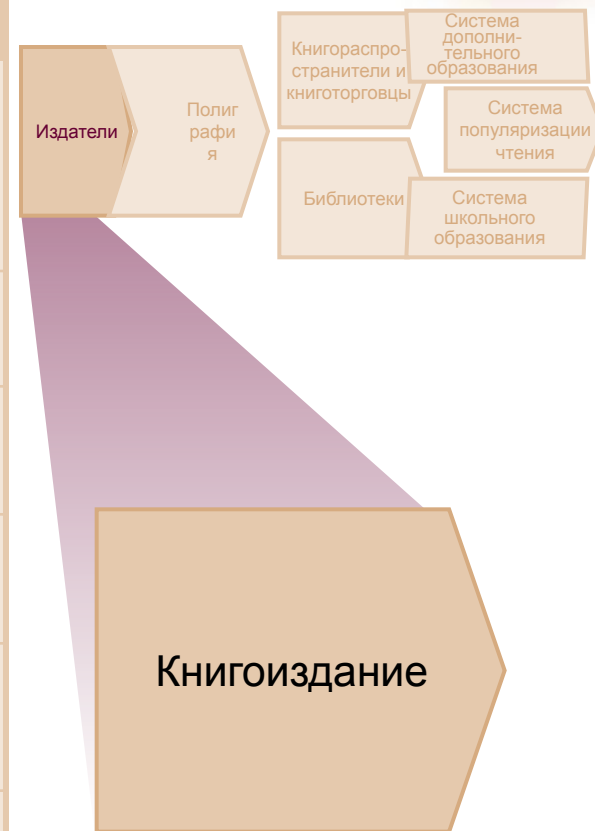 Издатели
Полиг
рафи
я
Книгораспро-
странители и
книготорговцы
Библиотеки
Система
дополни-
тельного
образования
Система
популяризации
чтения
Система
школьного
образования
Книгоиздание